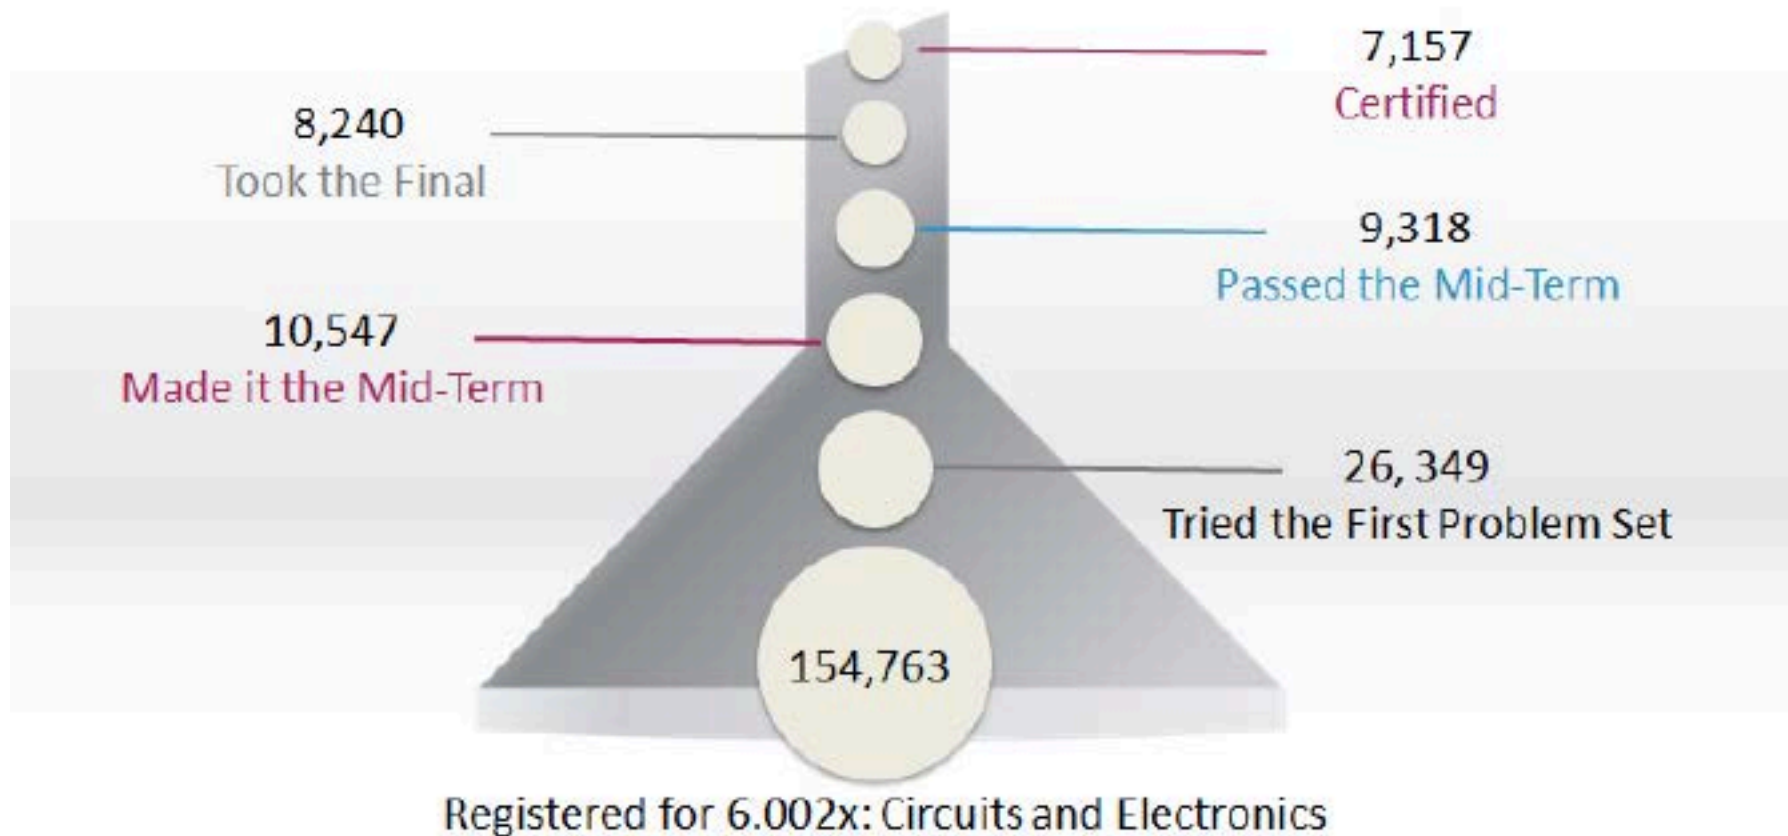 7,157
Certified
8,240
Took the Final
9,318
Passed the Mid-Term
10,547
Made it the Mid-Term
26, 349
Tried the First Problem Set
154,763
Registered for 6.002x: Circuits and Electronics